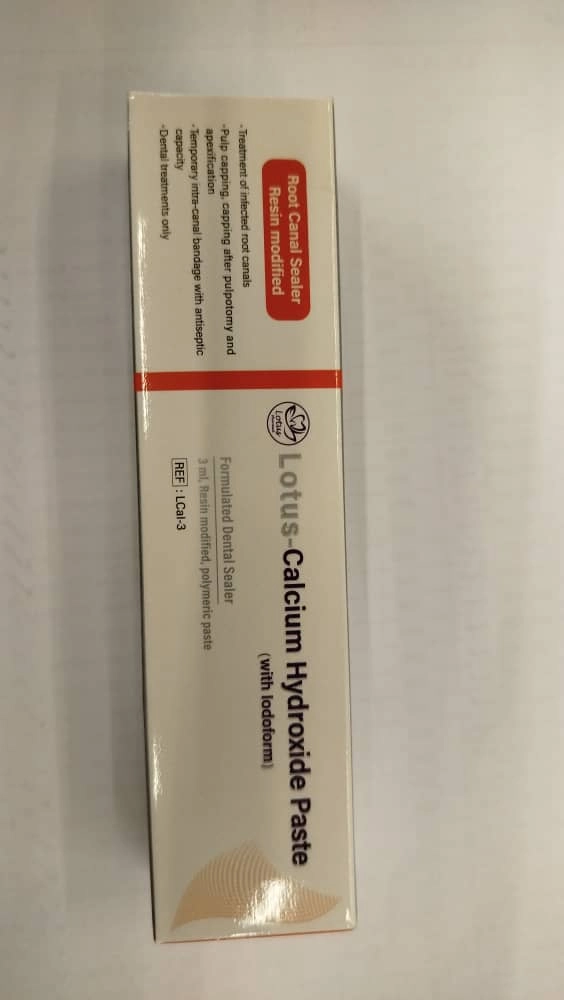 Root Canal Sealer
Resin modified
-Treatment of infected root canals
-Pulp capping, capping after pulpotomy and
apexification
-Temporary intra-canal bandage with antiseptic
capacity
-Dental treatments only
Lotus
Lotus-Calcium Hydroxide Paste
(with Iodoform)
Formulated Dental Sealer
3 ml, Resin modified, polymeric paste
REF : LCal-3